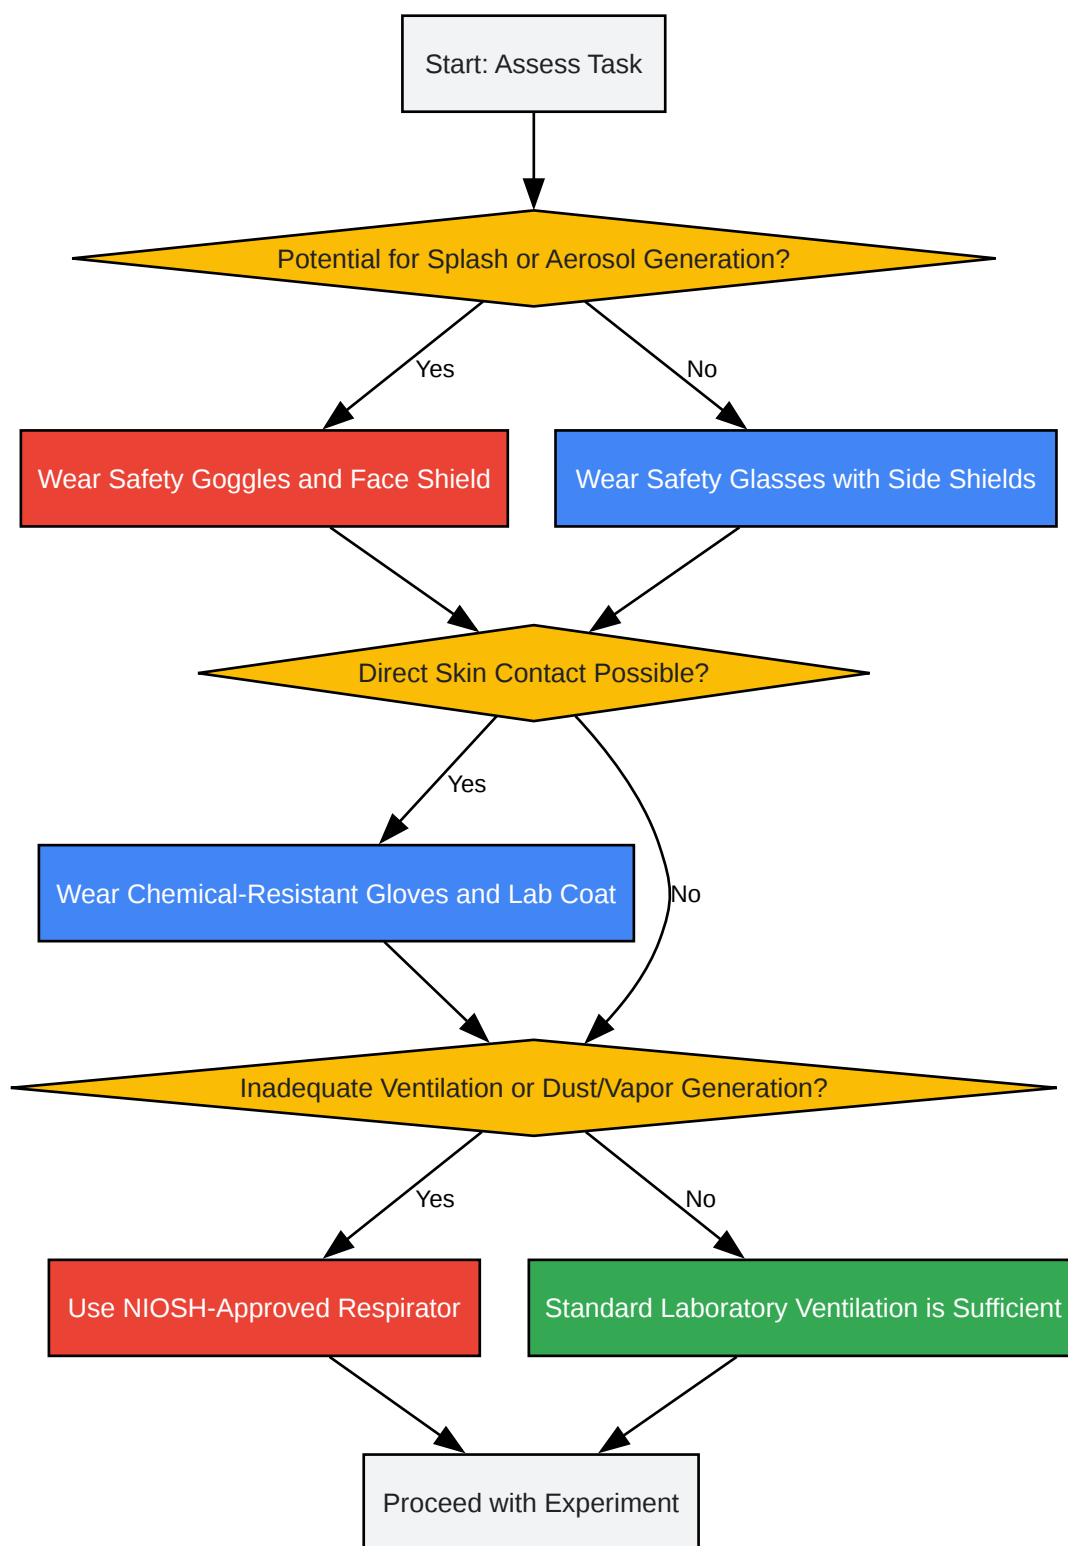 Start: Assess Task
Potential for Splash or Aerosol Generation?
Yes
No
Wear Safety Goggles and Face Shield
Wear Safety Glasses with Side Shields
Direct Skin Contact Possible?
Yes
Wear Chemical-Resistant Gloves and Lab Coat
No
Inadequate Ventilation or Dust/Vapor Generation?
Yes
No
Use NIOSH-Approved Respirator
Standard Laboratory Ventilation is Sufficient
Proceed with Experiment